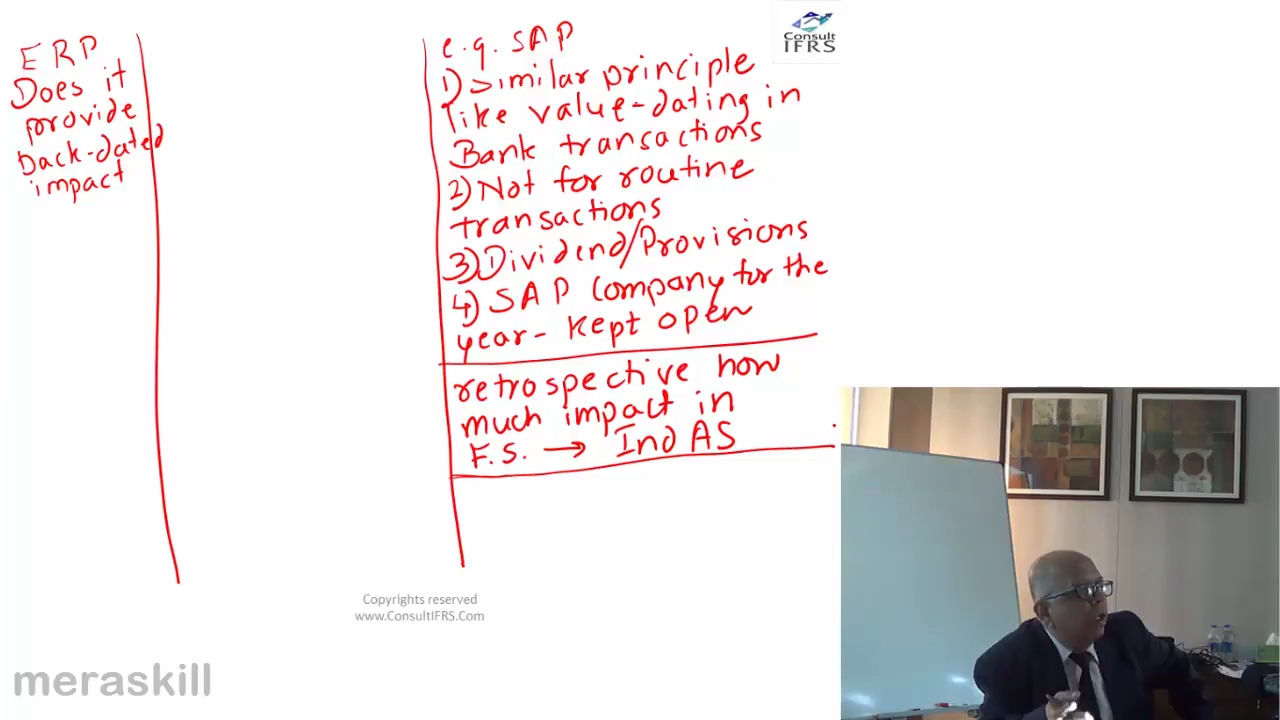 ERP
Does it
provide
back-dated
impact
e.g. SAP
1) Similar principle
like value-dating in
Bank transactions
2) Not for routine
transactions
3) Dividend/Provisions
4) SAP Company for the
year- kept open
retrospective how
much impact in
F.S. → Ind AS
Consult
IFRS
Copyrights reserved
www.ConsultIFRS.Com
meraskill